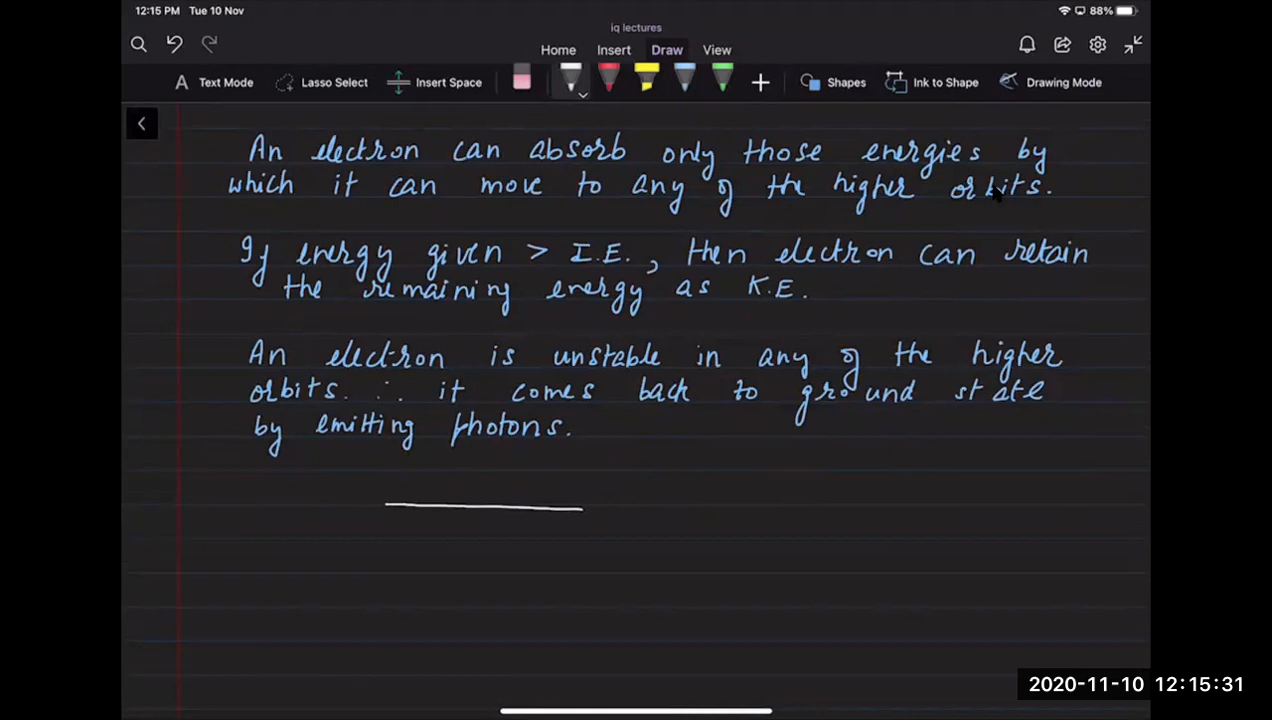 12:15 PM Tue 10 Nov
88%
iq lectures
Home Insert Draw View
Text Mode Lasso Select Insert Space Shapes Ink to Shape Drawing Mode
An electron can absorb only those energies by
which it can move to any of the higher orbits.
If energy given > I.E., then electron can retain
the remaining energy as K.E.
An electron is unstable in any of the higher
orbits. ∴ it comes back to ground state
by emitting photons.
2020-11-10 12:15:31